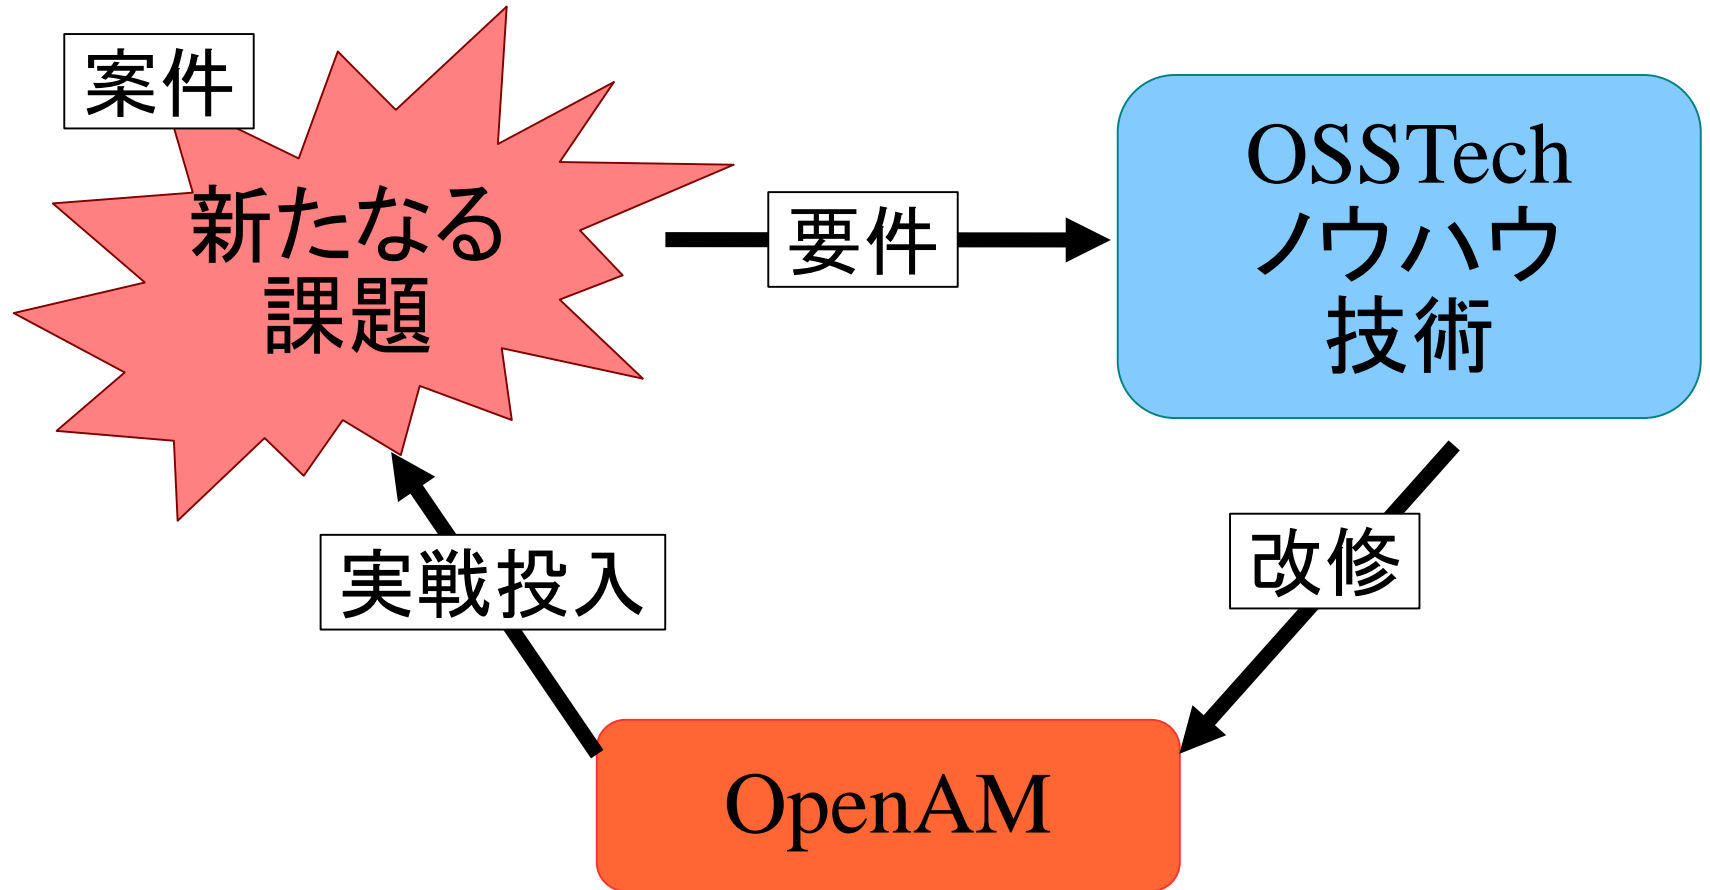 案件
新たなる
課題
要件
OSSTech
ノウハウ
技術
実戦投入
改修
OpenAM